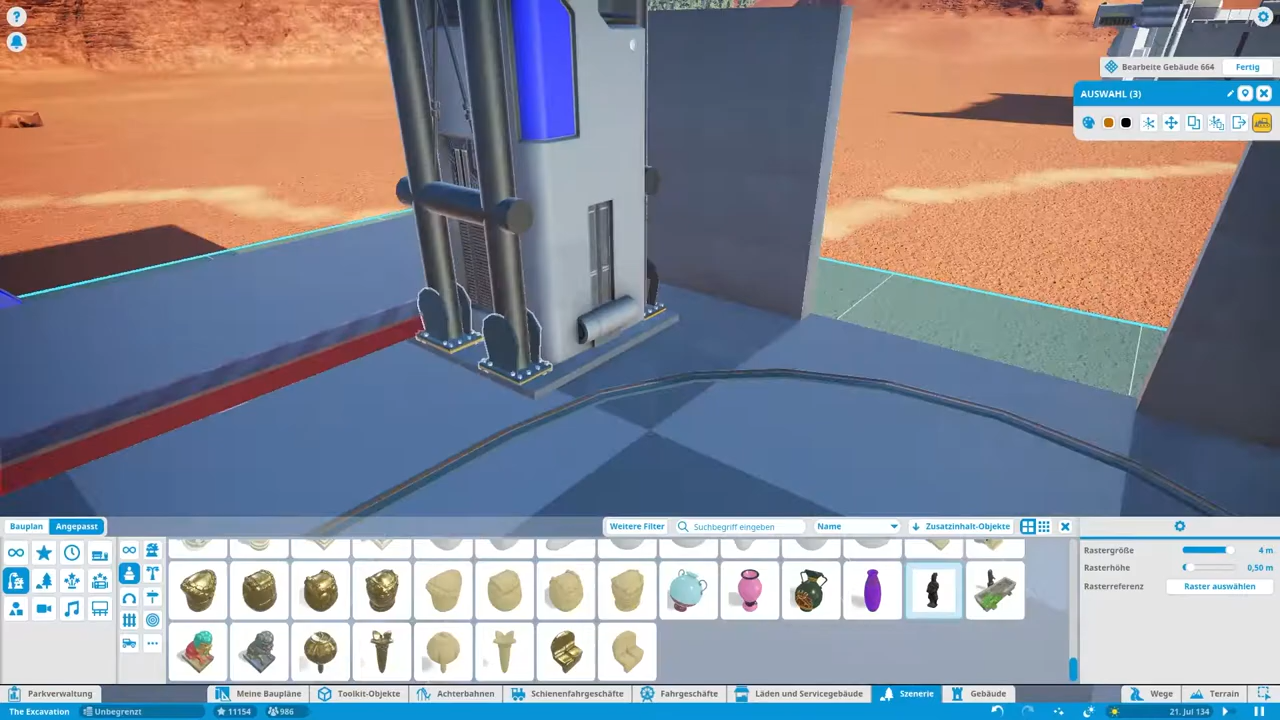 ?
Bearbeite Gebäude 664
Fertig
AUSWAHL (3)
Bauplan
Angepasst
Weitere Filter
Suchbegriff eingeben
Name
Zusatzinhalt-Objekte
Rastergröße
4 m
Rasterhöhe
0,50 m
Rasterreferenz
Raster auswählen
Parkverwaltung
Meine Baupläne
Toolkit-Objekte
Achterbahnen
Schienenfahrgeschäfte
Fahrgeschäfte
Läden und Servicegebäude
Szenerie
Gebäude
Wege
Terrain
The Excavation
Unbegrenzt
11154
986
21. Jul 134